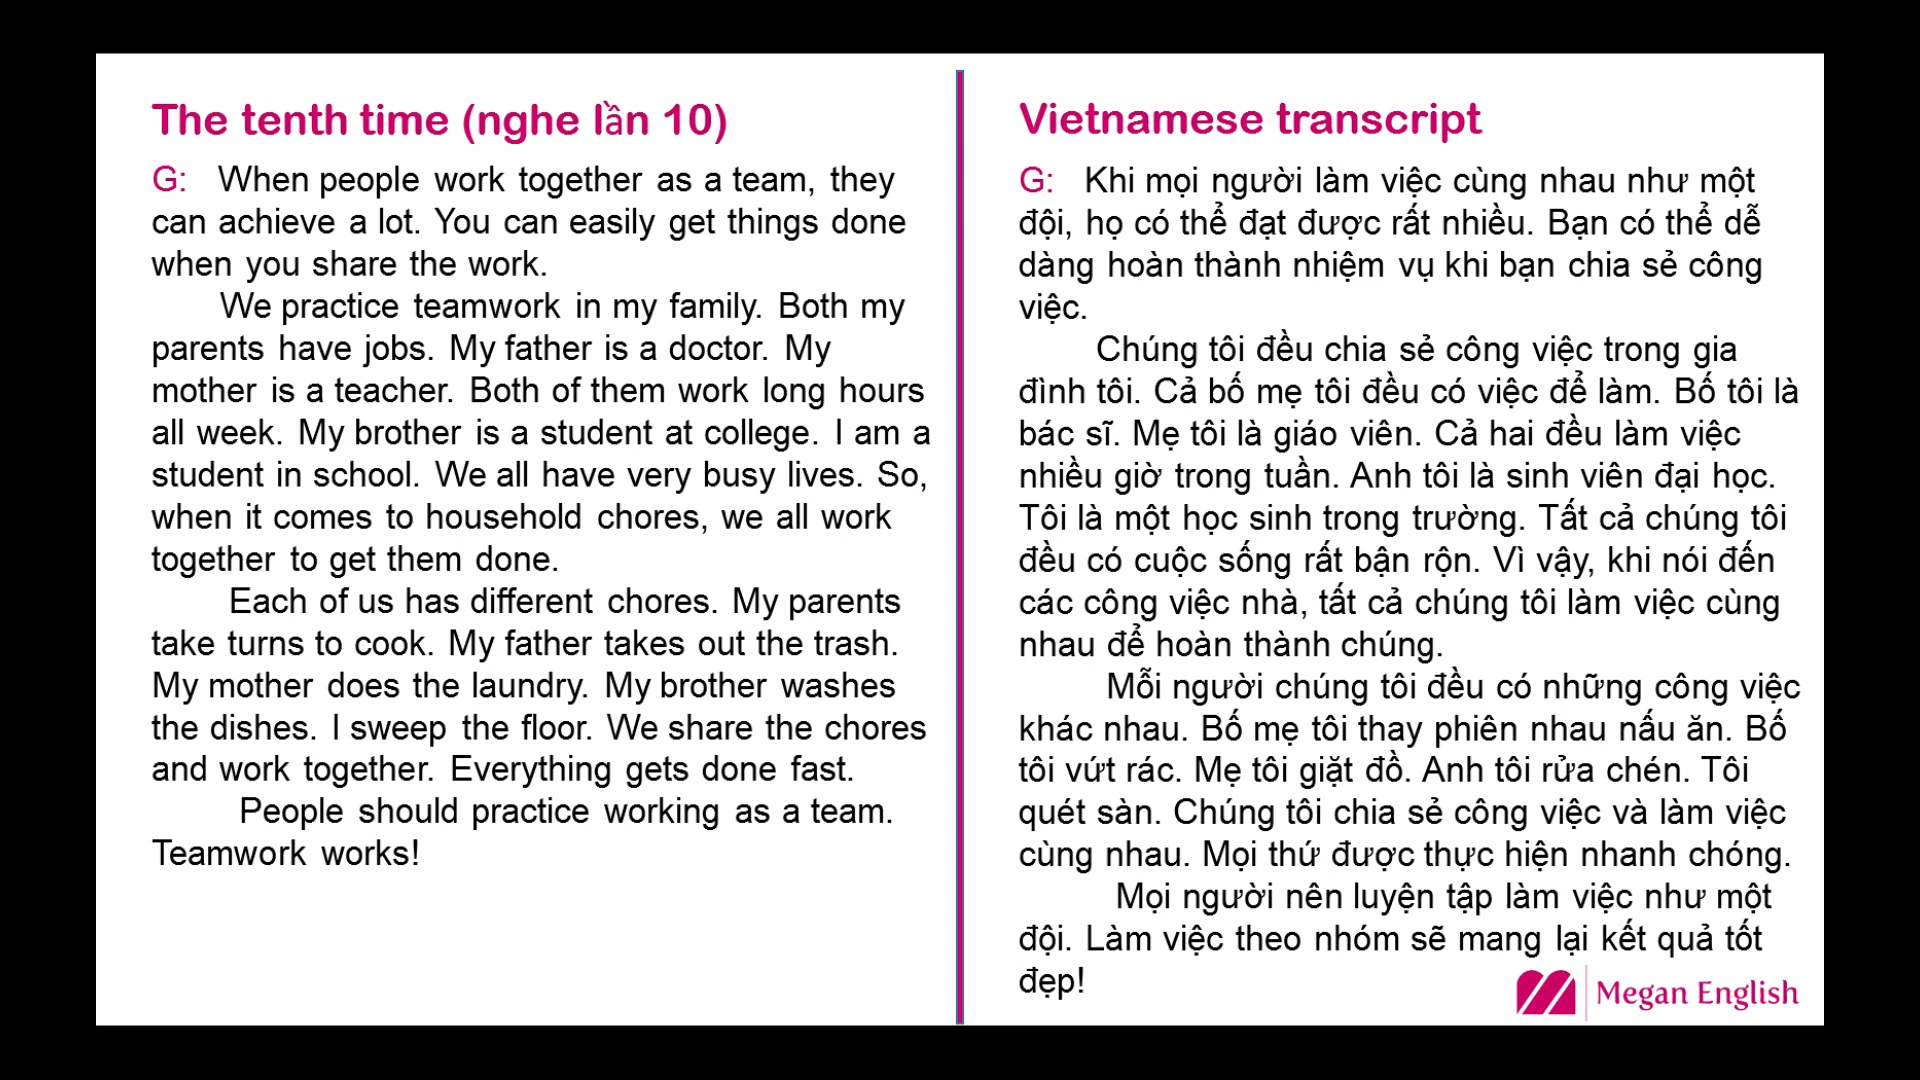 The tenth time (nghe lần 10)
G: When people work together as a team, they
can achieve a lot. You can easily get things done
when you share the work.
We practice teamwork in my family. Both my
parents have jobs. My father is a doctor. My
mother is a teacher. Both of them work long hours
all week. My brother is a student at college. I am a
student in school. We all have very busy lives. So,
when it comes to household chores, we all work
together to get them done.
Each of us has different chores. My parents
take turns to cook. My father takes out the trash.
My mother does the laundry. My brother washes
the dishes. I sweep the floor. We share the chores
and work together. Everything gets done fast.
People should practice working as a team.
Teamwork works!
Vietnamese transcript
G: Khi mọi người làm việc cùng nhau như một
đội, họ có thể đạt được rất nhiều. Bạn có thể dễ
dàng hoàn thành nhiệm vụ khi bạn chia sẻ công
việc.
Chúng tôi đều chia sẻ công việc trong gia
đình tôi. Cả bố mẹ tôi đều có việc để làm. Bố tôi là
bác sĩ. Mẹ tôi là giáo viên. Cả hai đều làm việc
nhiều giờ trong tuần. Anh tôi là sinh viên đại học.
Tôi là một học sinh trong trường. Tất cả chúng tôi
đều có cuộc sống rất bận rộn. Vì vậy, khi nói đến
các công việc nhà, tất cả chúng tôi làm việc cùng
nhau để hoàn thành chúng.
Mỗi người chúng tôi đều có những công việc
khác nhau. Bố mẹ tôi thay phiên nhau nấu ăn. Bố
tôi vứt rác. Mẹ tôi giặt đồ. Anh tôi rửa chén. Tôi
quét sàn. Chúng tôi chia sẻ công việc và làm việc
cùng nhau. Mọi thứ được thực hiện nhanh chóng.
Mọi người nên luyện tập làm việc như một
đội. Làm việc theo nhóm sẽ mang lại kết quả tốt
đẹp!
Megan English